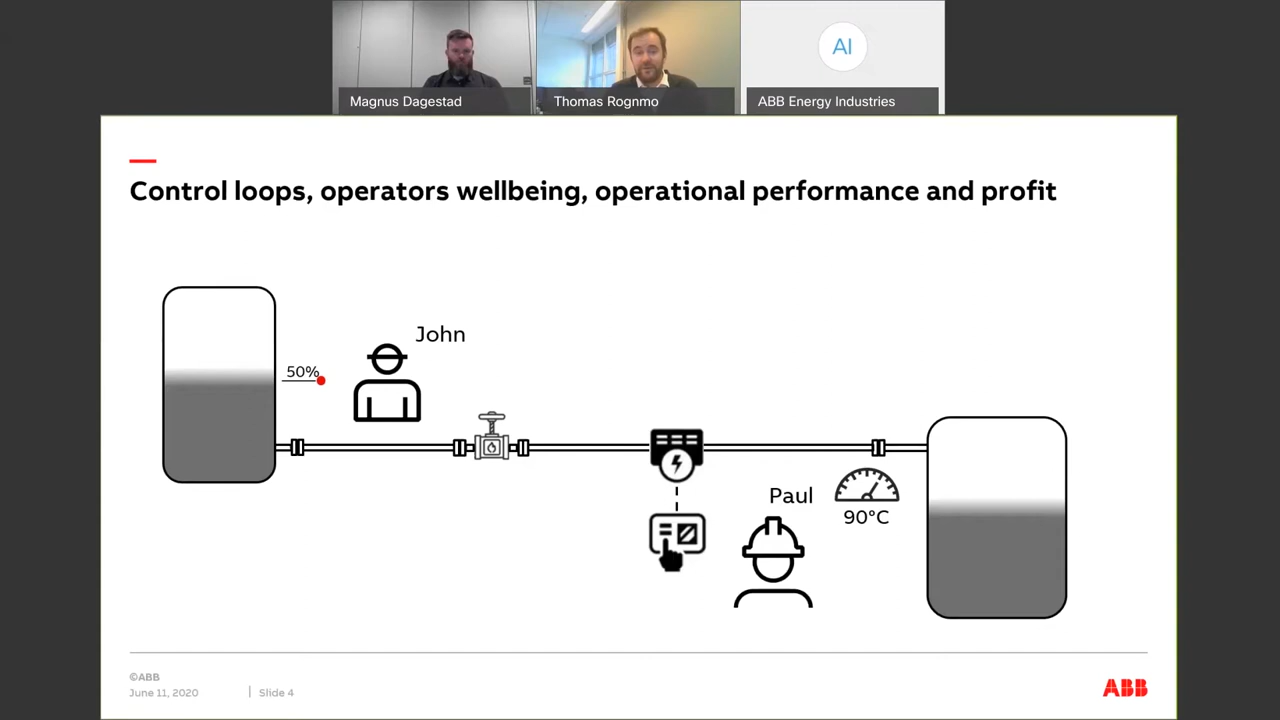 Magnus Dagestad
Thomas Rognmo
AI
ABB Energy Industries
Control loops, operators wellbeing, operational performance and profit
John
50%
Paul
90°C
©ABB
June 11, 2020
Slide 4
ABB